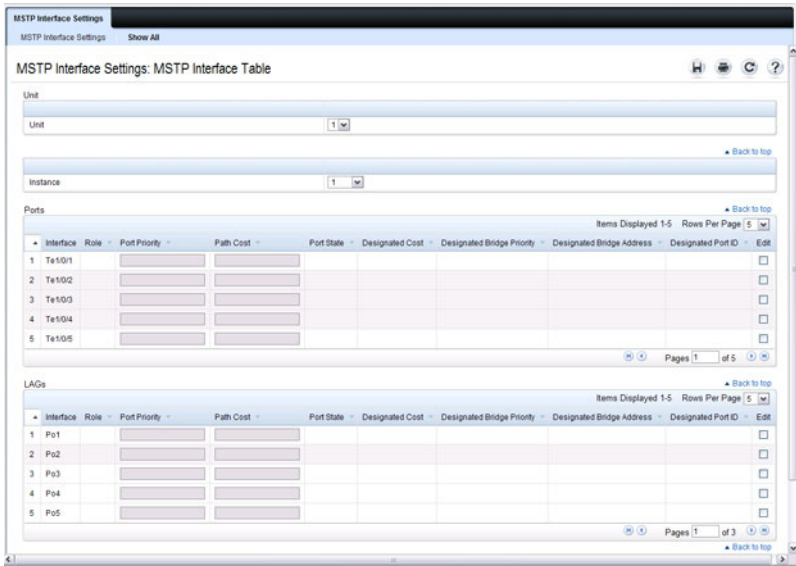 MSTP Interface Settings
MSTP Interface Settings Show All
MSTP Interface Settings: MSTP Interface Table
?
Unit
Unit 1
Back to top
Instance 1
Back to top
Ports
Items Displayed 1-5 Rows Per Page 5
Interface Role Port Priority Path Cost Port State Designated Cost Designated Bridge Priority Designated Bridge Address Designated Port ID Edit
1 Te1/0/1
2 Te1/0/2
3 Te1/0/3
4 Te1/0/4
5 Te1/0/5
Pages 1 of 5
LAGs
Back to top
Items Displayed 1-5 Rows Per Page 5
Interface Role Port Priority Path Cost Port State Designated Cost Designated Bridge Priority Designated Bridge Address Designated Port ID Edit
1 Po1
2 Po2
3 Po3
4 Po4
5 Po5
Pages 1 of 3
Back to top